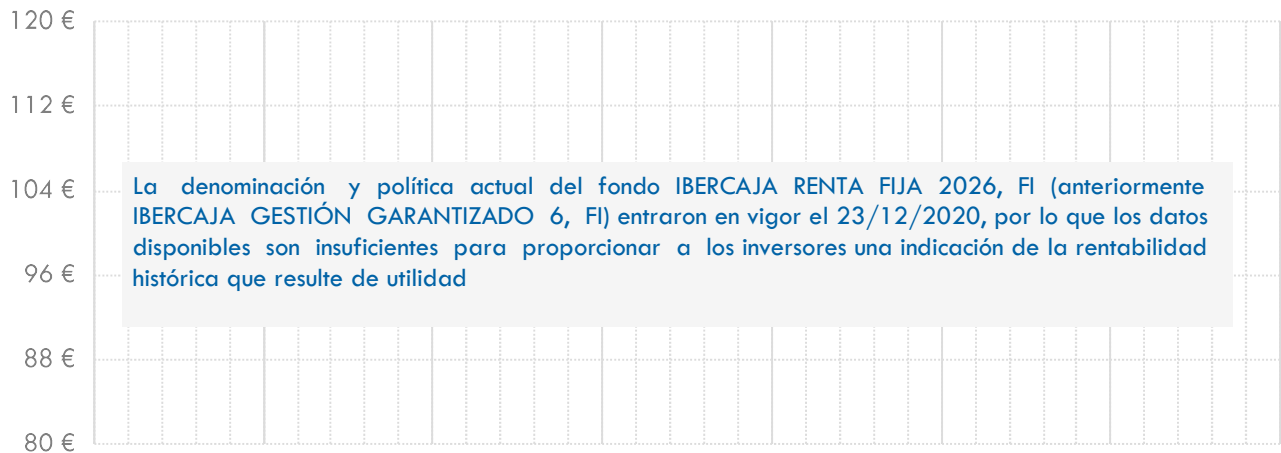 120 €
112 €
104 €
La denominación y política actual del fondo IBERCAJA RENTA FIJA 2026, FI (anteriormente
IBERCAJA GESTIÓN GARANTIZADO 6, FI) entraron en vigor el 23/12/2020, por lo que los datos
disponibles son insuficientes para proporcionar a los inversores una indicación de la rentabilidad
histórica que resulte de utilidad
96 €
88 €
80 €